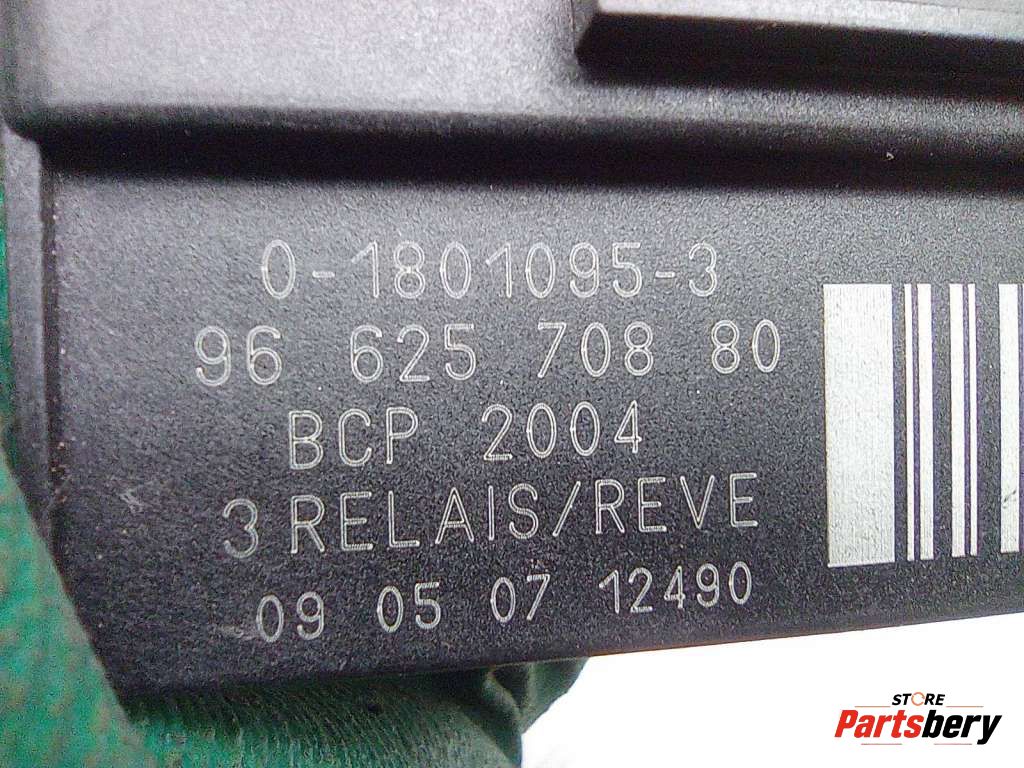 0-1801095-3
96 625 708 80
BCP 2004
3 RELAIS/REVE
09 05 07 12490
STORE
Partsbery